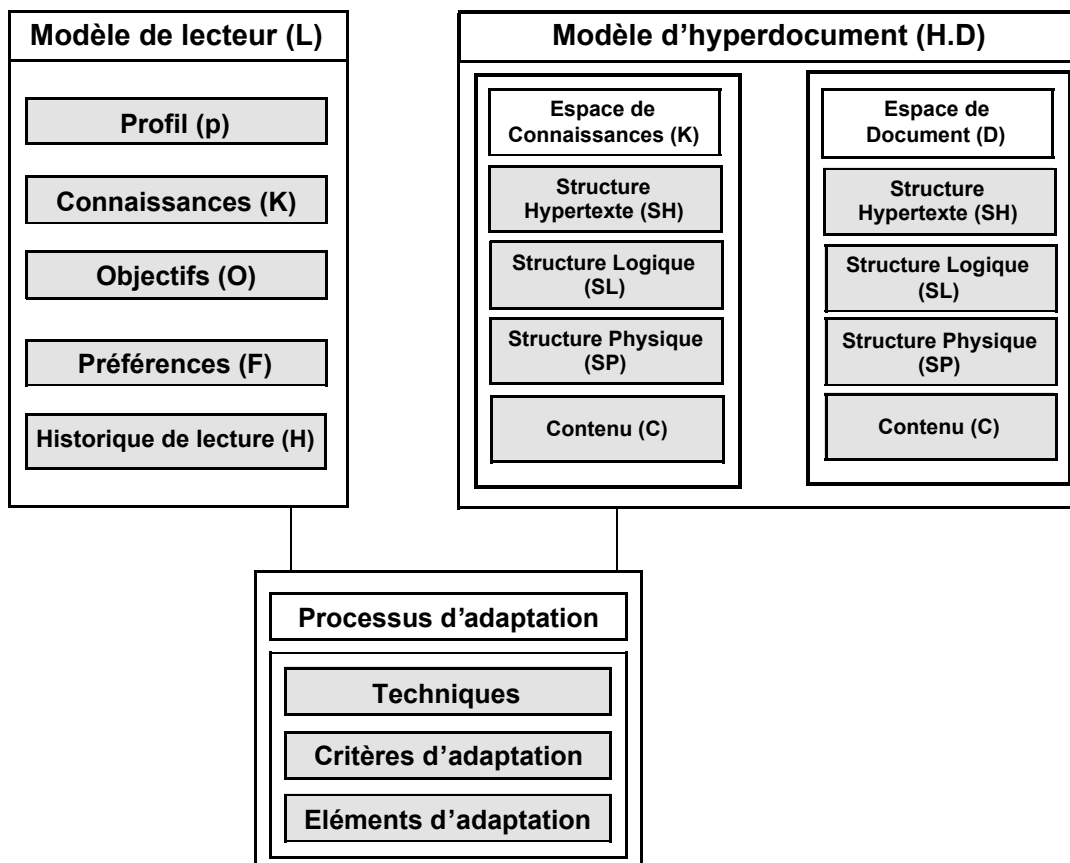 Modèle de lecteur (L)
Profil (p)
Connaissances (K)
Objectifs (O)
Préférences (F)
Historique de lecture (H)
Modèle d’hyperdocument (H.D)
Espace de
Connaissances (K)
Structure
Hypertexte (SH)
Structure Logique
(SL)
Structure Physique
(SP)
Contenu (C)
Espace de
Document (D)
Structure
Hypertexte (SH)
Structure Logique
(SL)
Structure Physique
(SP)
Contenu (C)
Processus d’adaptation
Techniques
Critères d’adaptation
Eléments d’adaptation